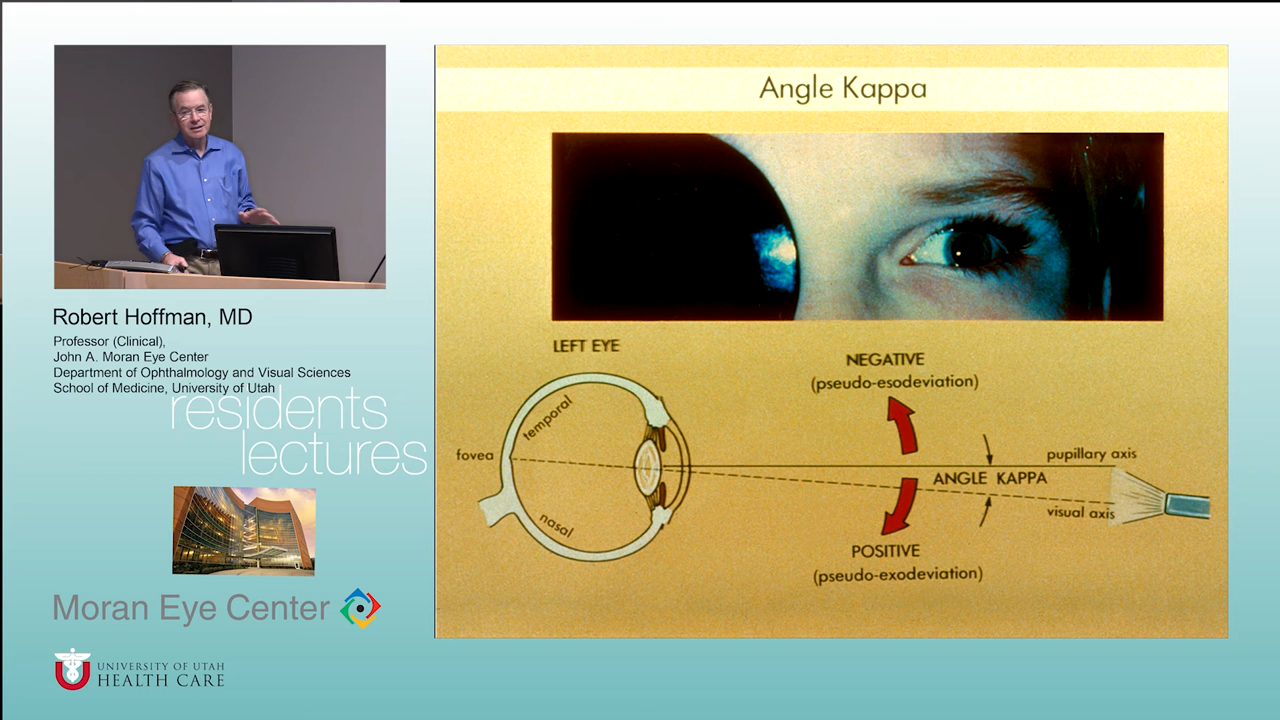 Robert Hoffman, MD
Professor (Clinical),
John A. Moran Eye Center
Department of Ophthalmology and Visual Sciences
School of Medicine, University of Utah
residents
lectures
Moran Eye Center
UNIVERSITY OF UTAH
HEALTH CARE
Angle Kappa
LEFT EYE
NEGATIVE
(pseudo-esodeviation)
temporal
fovea
pupillary axis
ANGLE KAPPA
visual axis
nasal
POSITIVE
(pseudo-exodeviation)